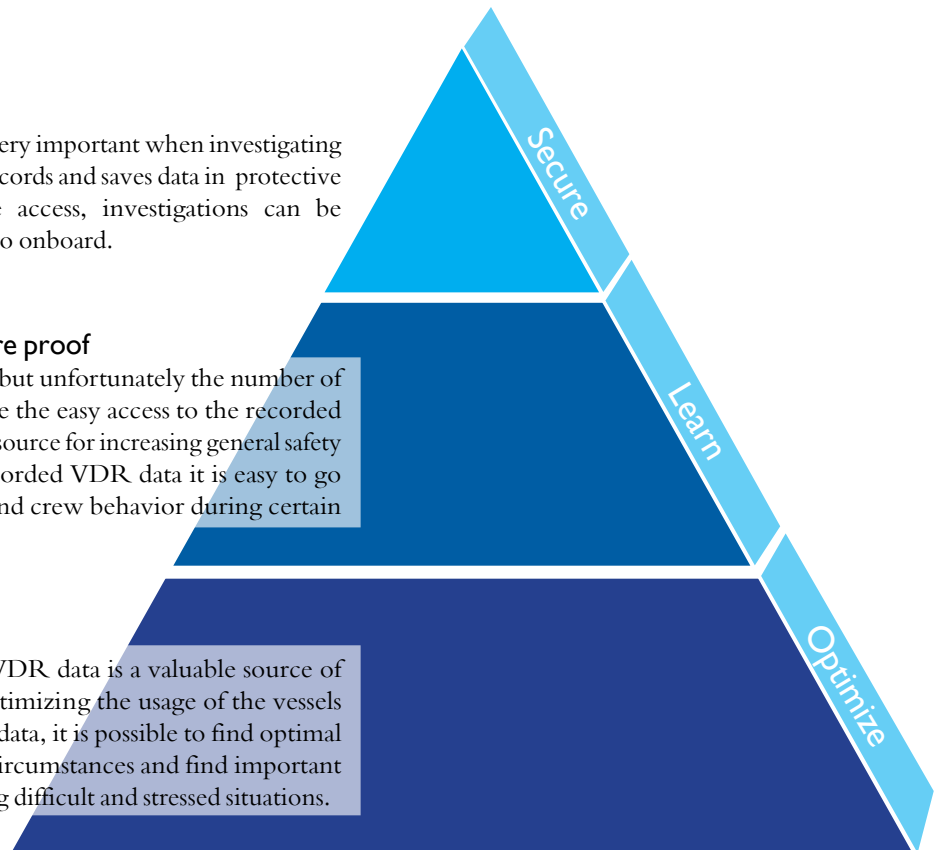 ery important when investigating
cords and saves data in protective
access, investigations can be
o onboard.
re proof
but unfortunately the number of
e the easy access to the recorded
source for increasing general safety
orded VDR data it is easy to go
nd crew behavior during certain
VDR data is a valuable source of
timizing the usage of the vessels
data, it is possible to find optimal
ircumstances and find important
g difficult and stressed situations.
Secure
Learn
Optimize